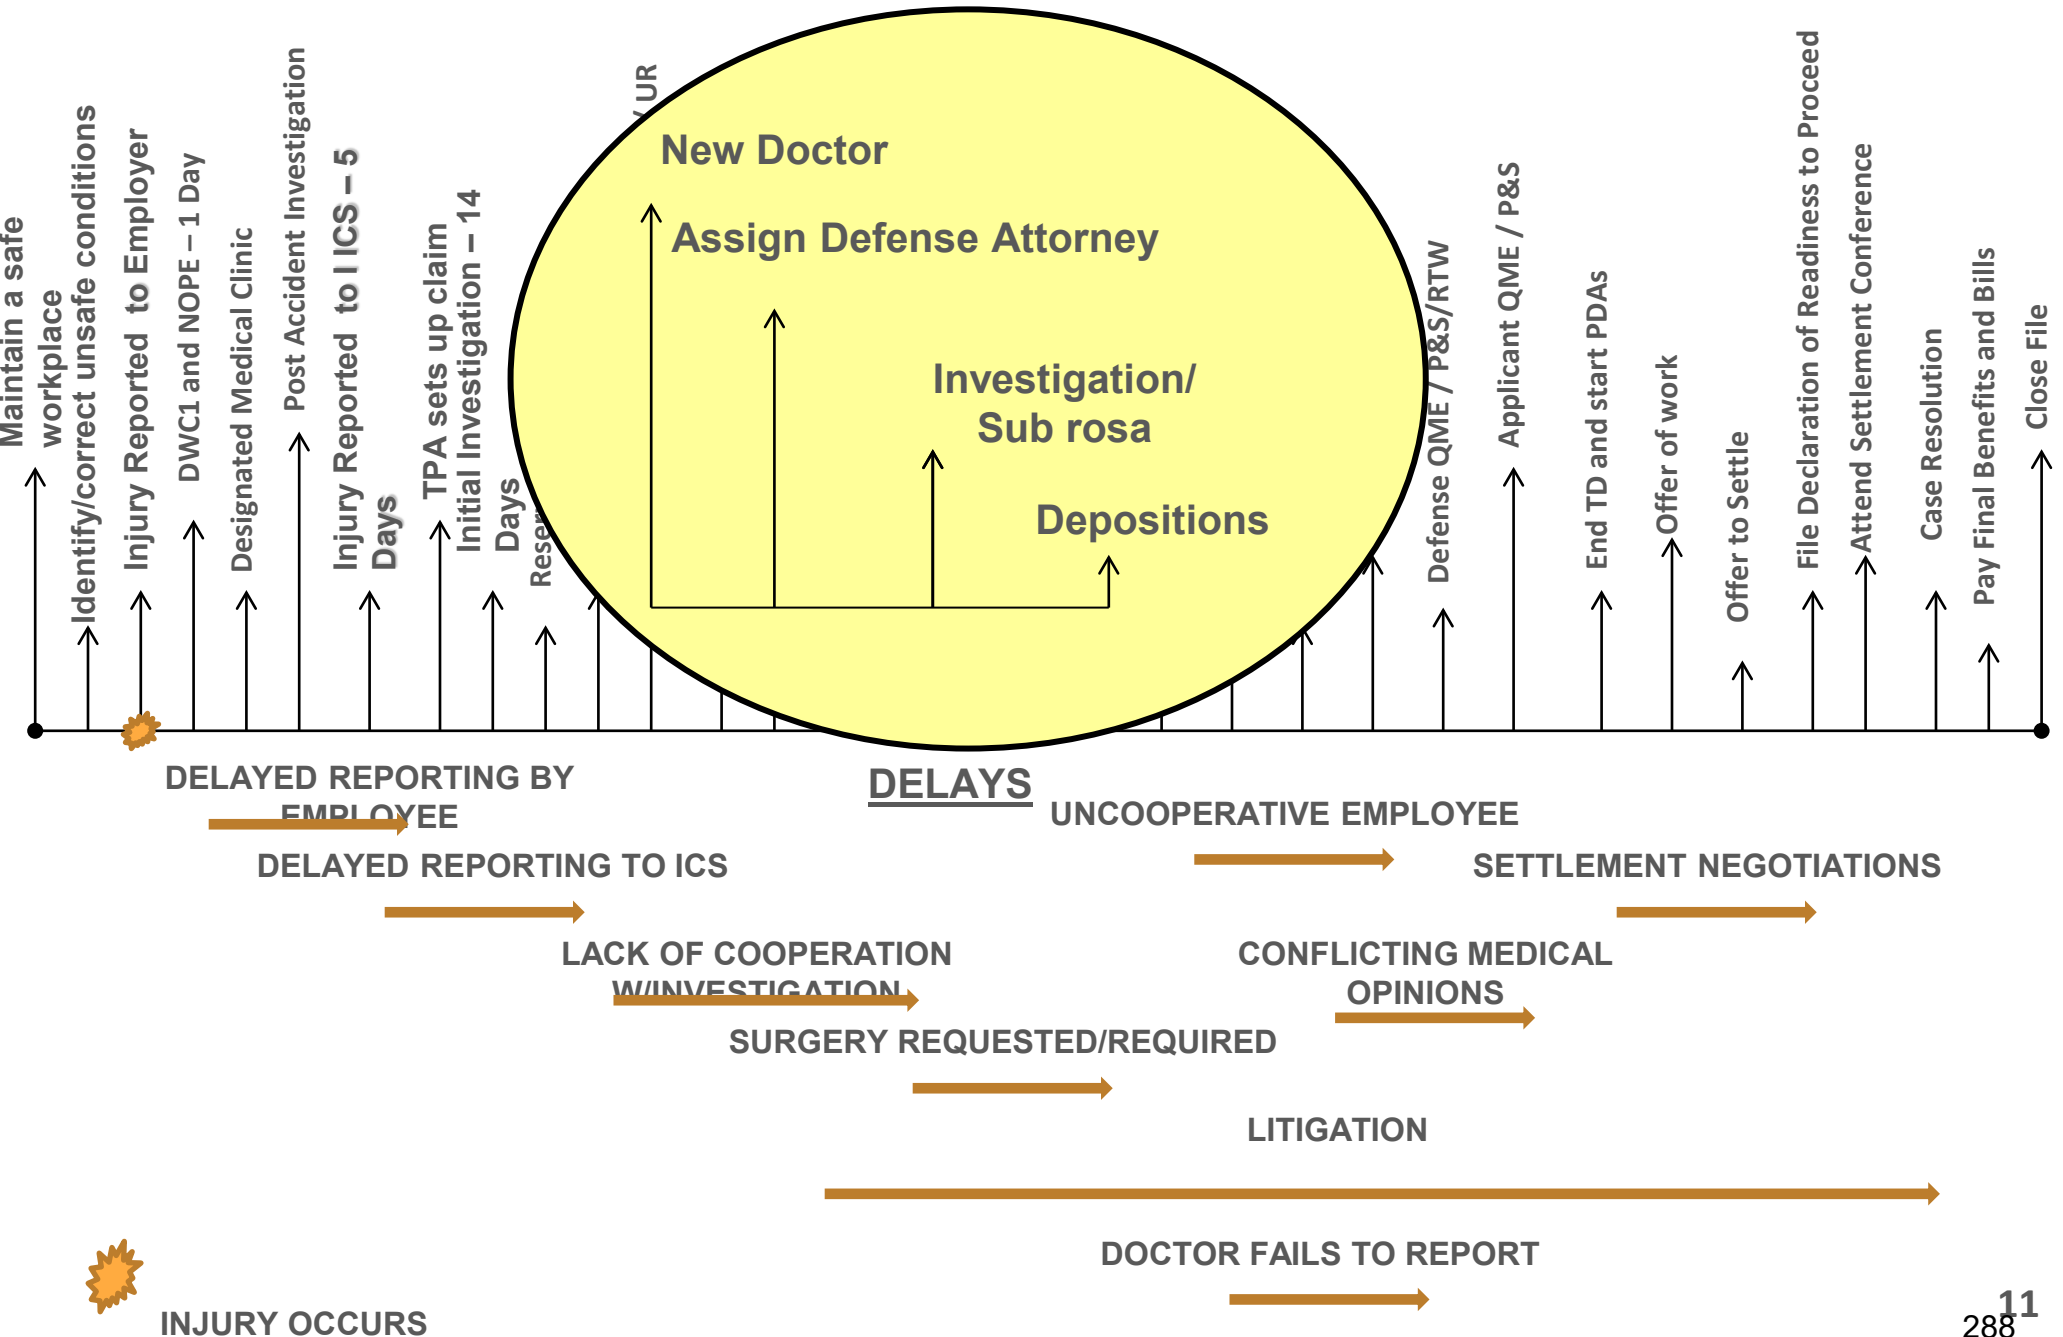 Maintain a safe
workplace
Identify/correct unsafe conditions
Injury Reported to Employer
DWC1 and NOPE – 1 Day
Designated Medical Clinic
Post Accident Investigation
Injury Reported to I ICS – 5
Days
TPA sets up claim
Initial Investigation – 14
Days
UR
New Doctor
Assign Defense Attorney
Investigation/
Sub rosa
Depositions
Defense QME / P&S/RTW
Applicant QME / P&S
End TD and start PDAs
Offer of work
Offer to Settle
File Declaration of Readiness to Proceed
Attend Settlement Conference
Case Resolution
Pay Final Benefits and Bills
Close File
DELAYS
DELAYED REPORTING BY
EMPLOYEE
UNCOOPERATIVE EMPLOYEE
DELAYED REPORTING TO ICS
SETTLEMENT NEGOTIATIONS
LACK OF COOPERATION
W/INVESTIGATION
CONFLICTING MEDICAL
OPINIONS
SURGERY REQUESTED/REQUIRED
LITIGATION
DOCTOR FAILS TO REPORT
INJURY OCCURS
11
288